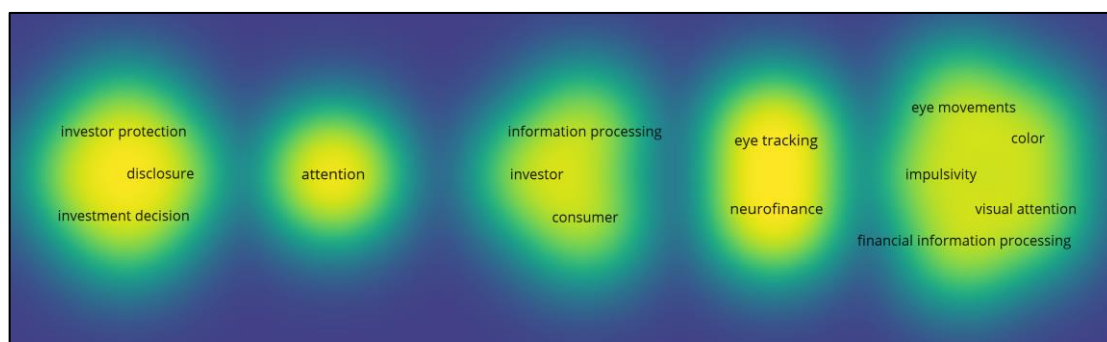 investor protection
disclosure
investment decision
attention
information processing
investor
consumer
eye tracking
neurofinance
eye movements
color
impulsivity
visual attention
financial information processing